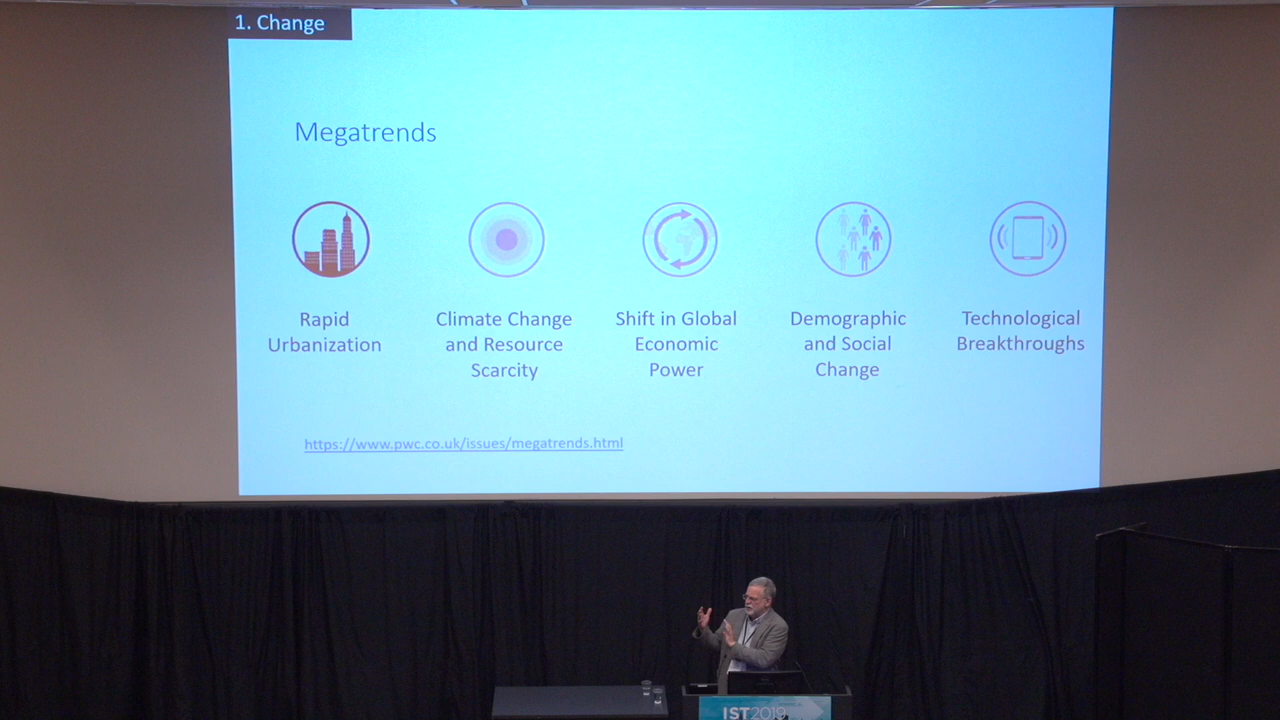 1. Change
Megatrends
Rapid
Urbanization
Climate Change
and Resource
Scarcity
Shift in Global
Economic
Power
Demographic
and Social
Change
Technological
Breakthroughs
https://www.pwc.co.uk/issues/megatrends.html
IST2019